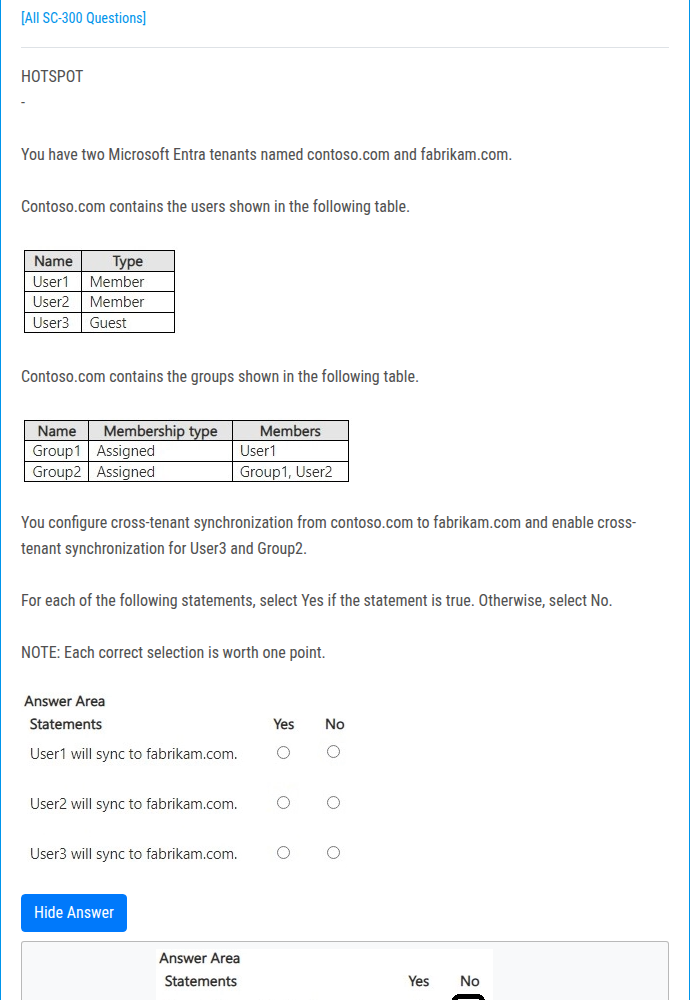 [All SC-300 Questions]
HOTSPOT
-
You have two Microsoft Entra tenants named contoso.com and fabrikam.com.
Contoso.com contains the users shown in the following table.
Name Type
User1 Member
User2 Member
User3 Guest
Contoso.com contains the groups shown in the following table.
Name Membership type Members
Group1 Assigned User1
Group2 Assigned Group1, User2
You configure cross-tenant synchronization from contoso.com to fabrikam.com and enable cross-
tenant synchronization for User3 and Group2.
For each of the following statements, select Yes if the statement is true. Otherwise, select No.
NOTE: Each correct selection is worth one point.
Answer Area
Statements Yes No
User1 will sync to fabrikam.com.
User2 will sync to fabrikam.com.
User3 will sync to fabrikam.com.
Hide Answer
Answer Area
Statements Yes No